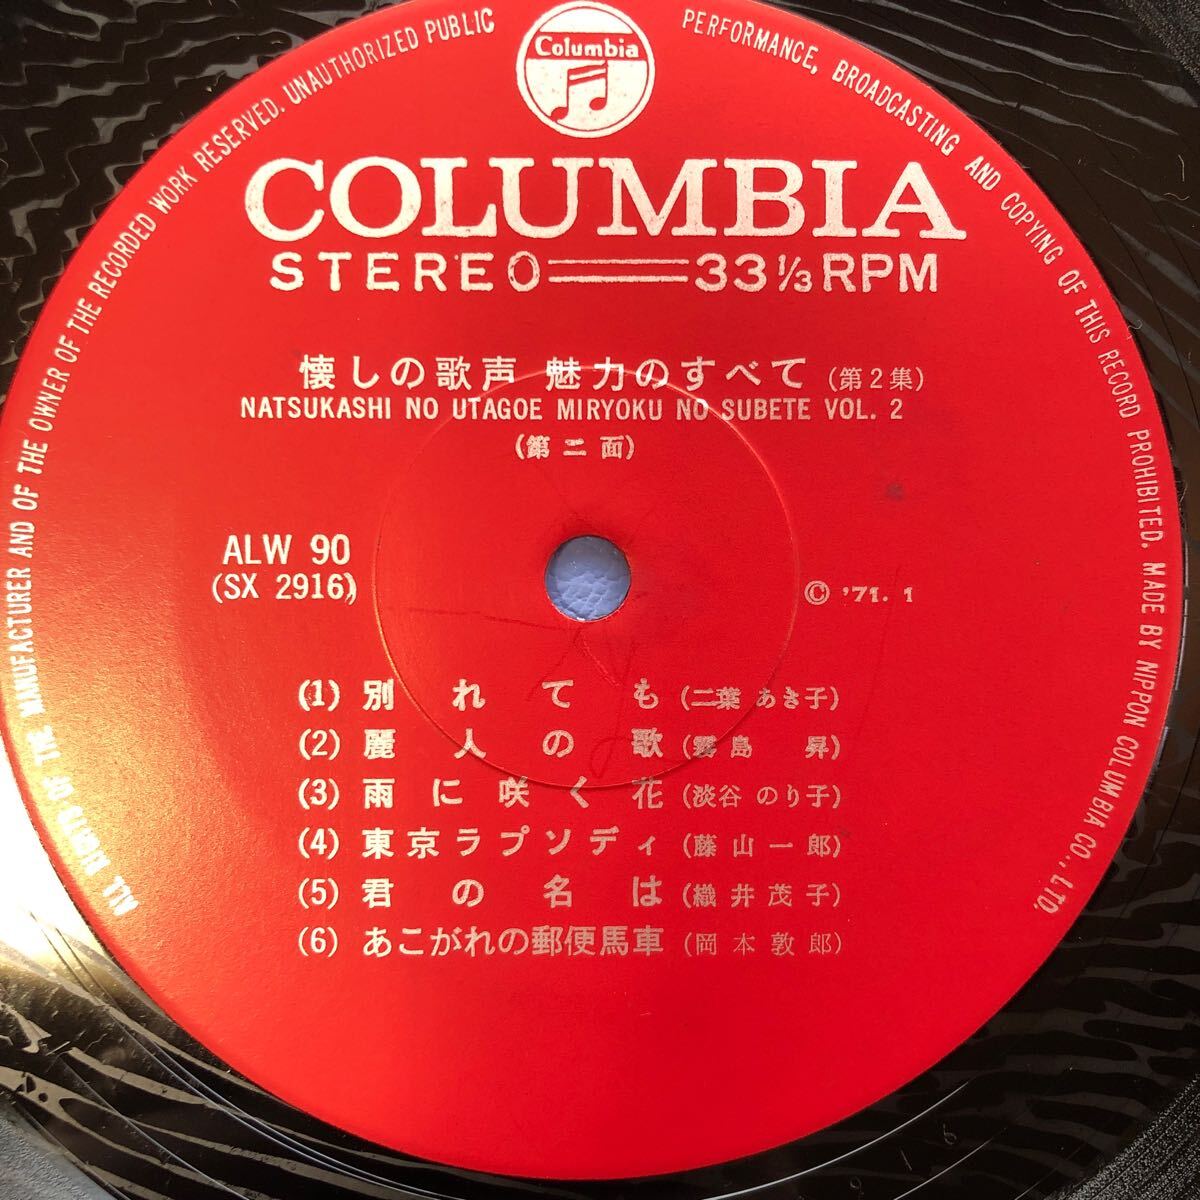 ALL RIGHTS OF THE MANUFACTURER AND OF THE OWNER OF THE RECORDED WORK RESERVED. UNAUTHORIZED PUBLIC PERFORMANCE, BROADCASTING AND COPYING OF THIS RECORD PROHIBITED. MADE BY NIPPON COLUMBIA CO., LTD.
Columbia
COLUMBIA
STEREO 33 1/3 RPM
懐しの歌声 魅力のすべて (第2集)
NATSUKASHI NO UTAGOE MIRYOKU NO SUBETE VOL. 2
(第二面)
ALW 90
(SX 2916)
© '71. 1
(1) 別れても (二葉 あき子)
(2) 麗人の歌 (霧島 昇)
(3) 雨に咲く花 (淡谷 のり子)
(4) 東京ラプソディ (藤山一郎)
(5) 君の名は (織井茂子)
(6) あこがれの郵便馬車 (岡本敦郎)